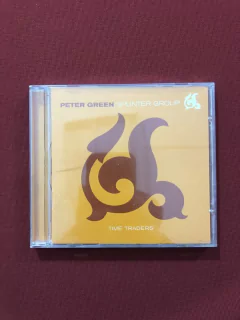 PETER GREEN SPLINTER GROUP
TIME TRADERS